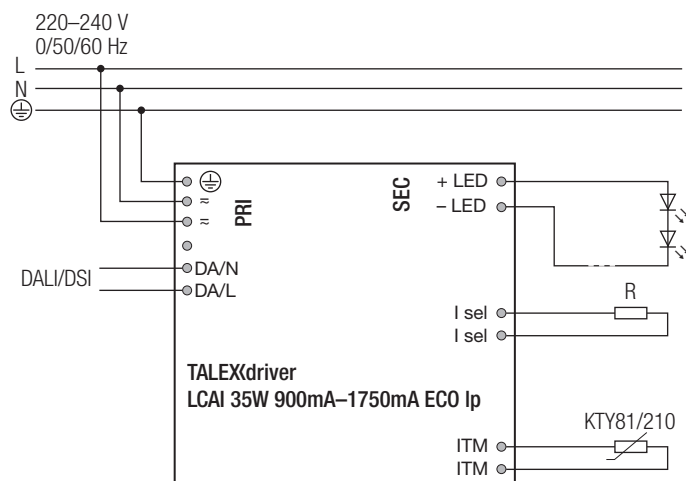 220–240 V
0/50/60 Hz
L
N
PRI
SEC
+ LED
– LED
≂
≂
DALI/DSI
DA/N
DA/L
I sel
I sel
R
TALEXXdriver
LCAI 35W 900mA–1750mA ECO lp
KTY81/210
ITM
ITM